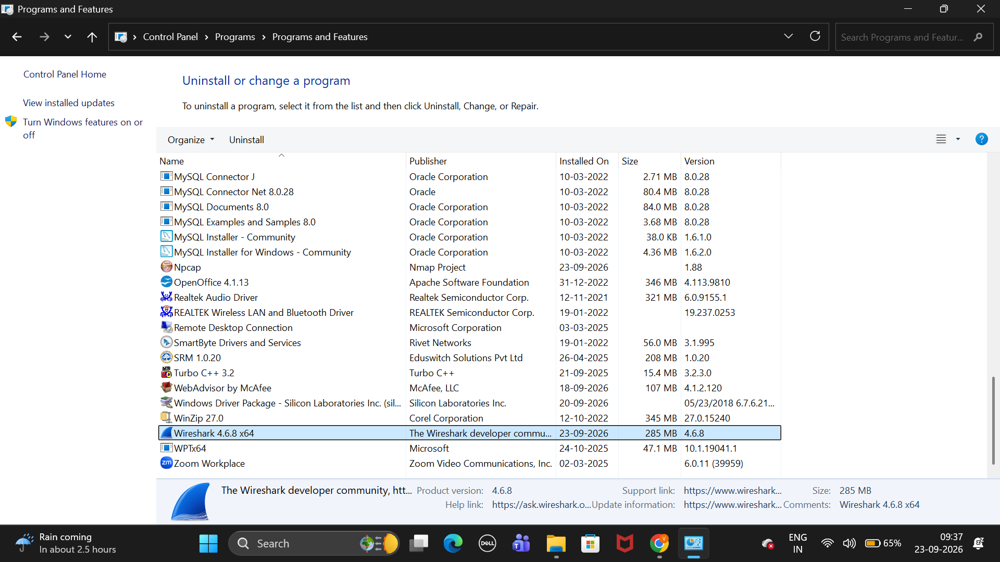 Programs and Features
Control Panel > Programs > Programs and Features
Search Programs and Featur...
Control Panel Home
View installed updates
Turn Windows features on or
off
Uninstall or change a program
To uninstall a program, select it from the list and then click Uninstall, Change, or Repair.
Organize Uninstall
Name Publisher Installed On Size Version
MySQL Connector J Oracle Corporation 10-03-2022 2.71 MB 8.0.28
MySQL Connector Net 8.0.28 Oracle 10-03-2022 80.4 MB 8.0.28
MySQL Documents 8.0 Oracle Corporation 10-03-2022 84.0 MB 8.0.28
MySQL Examples and Samples 8.0 Oracle Corporation 10-03-2022 3.68 MB 8.0.28
MySQL Installer - Community Oracle Corporation 10-03-2022 38.0 KB 1.6.1.0
MySQL Installer for Windows - Community Oracle Corporation 10-03-2022 4.36 MB 1.6.2.0
Npcap Nmap Project 23-09-2026 1.88
OpenOffice 4.1.13 Apache Software Foundation 31-12-2022 346 MB 4.113.9810
Realtek Audio Driver Realtek Semiconductor Corp. 12-11-2021 321 MB 6.0.9155.1
REALTEK Wireless LAN and Bluetooth Driver REALTEK Semiconductor Corp. 19-01-2022 19.237.0253
Remote Desktop Connection Microsoft Corporation 03-03-2025
SmartByte Drivers and Services Rivet Networks 19-01-2022 56.0 MB 3.1.995
SRM 1.0.20 Eduswitch Solutions Pvt Ltd 26-04-2025 208 MB 1.0.20
Turbo C++ 3.2 Turbo C++ 21-09-2025 15.4 MB 3.2.3.0
WebAdvisor by McAfee McAfee, LLC 18-09-2026 107 MB 4.1.2.120
Windows Driver Package - Silicon Laboratories Inc. (sil... Silicon Laboratories Inc. 20-09-2026 05/23/2018 6.7.6.21...
WinZip 27.0 Corel Corporation 12-10-2022 345 MB 27.0.15240
Wireshark 4.6.8 x64 The Wireshark developer commu... 23-09-2026 285 MB 4.6.8
WPTx64 Microsoft 24-10-2025 47.1 MB 10.1.19041.1
zm Zoom Workplace Zoom Video Communications, Inc. 02-03-2025 6.0.11 (39959)
The Wireshark developer community, htt... Product version: 4.6.8 Support link: https://www.wireshark... Size: 285 MB
Help link: https://ask.wireshark.o... Update information: https://www.wireshark... Comments: Wireshark 4.6.8 x64
Rain coming
In about 2.5 hours
Search
DELL
ENG
IN
65%
09:37
23-09-2026